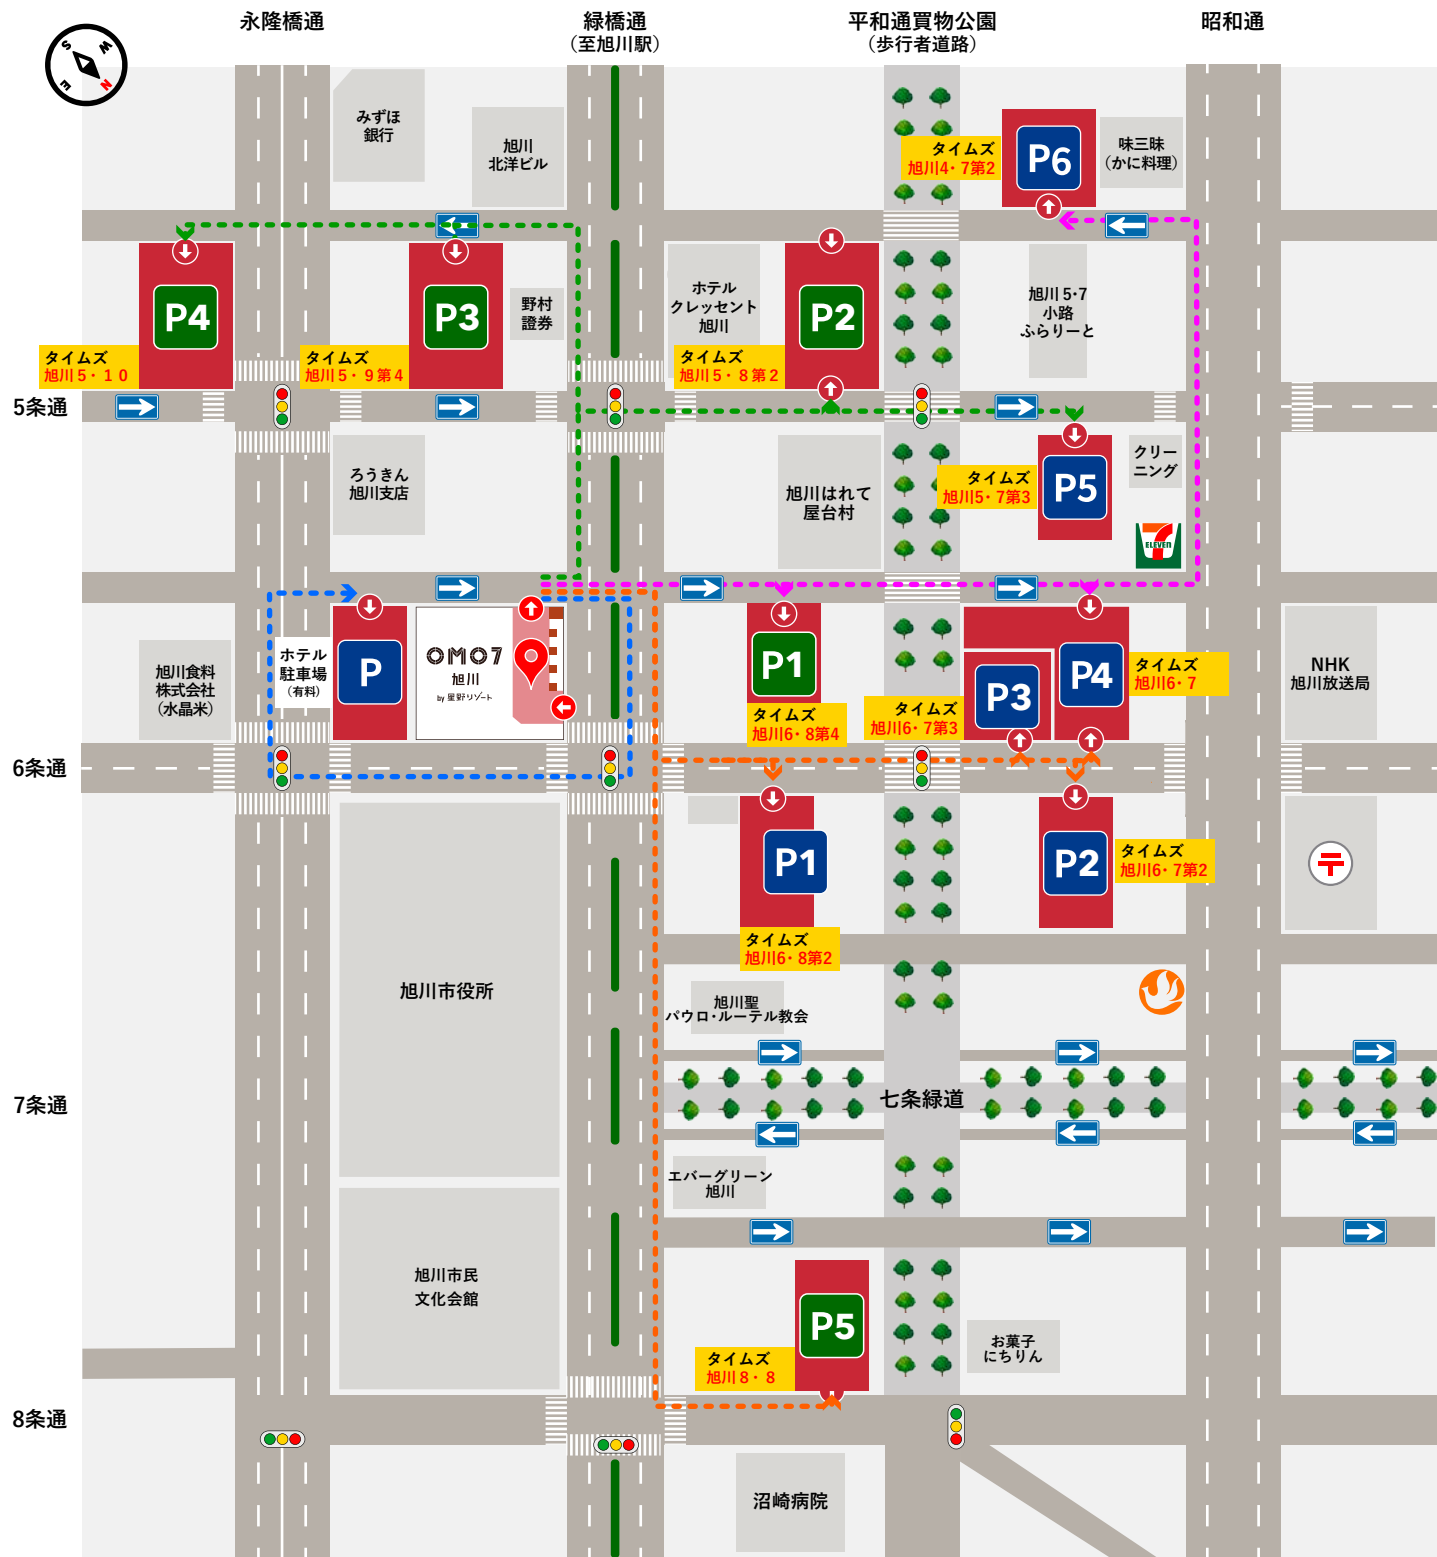 永隆橋通
緑橋通
(至旭川駅)
平和通買物公園
(歩行者道路)
昭和通
S
W
E
N
みずほ
銀行
旭川
北洋ビル
タイムズ
旭川4・7第2
P6
味三昧
(かに料理)
P4
タイムズ
旭川5・10
P3
タイムズ
旭川5・9第4
野村
證券
ホテル
クレッセント
旭川
P2
タイムズ
旭川5・8第2
旭川5・7
小路
ふらりーと
5条通
ろうきん
旭川支店
旭川はれて
屋台村
タイムズ
旭川5・7第3
P5
クリー
ニング
7
ELEVEN
旭川食料
株式会社
(水晶米)
ホテル
駐車場
(有料)
P
OMO7
旭川
by 星野リゾート
P1
タイムズ
旭川6・8第4
タイムズ
旭川6・7第3
P3
P4
タイムズ
旭川6・7
NHK
旭川放送局
6条通
P1
タイムズ
旭川6・8第2
P2
タイムズ
旭川6・7第2
〒
旭川市役所
旭川聖
パウロ・ルーテル教会
7条通
七条緑道
エバーグリーン
旭川
旭川市民
文化会館
P5
タイムズ
旭川8・8
お菓子
にちりん
8条通
沼崎病院